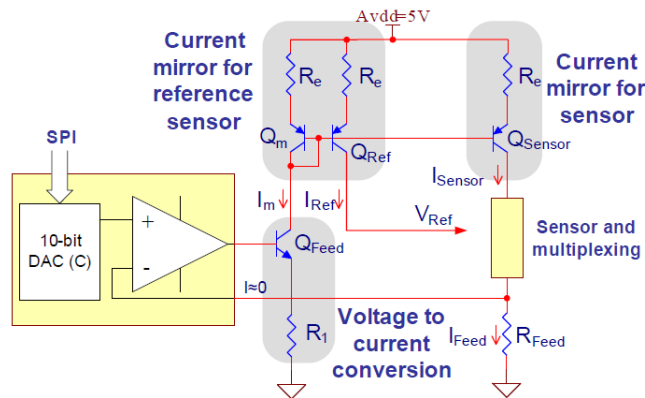 Avdd=5V
Current
mirror for
reference
sensor
Re
Re
Re
Current
mirror for
sensor
SPI
Qm
QRef
QSensor
Im
IRef
ISensor
VRef
10-bit
DAC (C)
+
-
QFeed
Sensor and
multiplexing
I≈0
R1
Voltage to
current
conversion
IFeed
RFeed